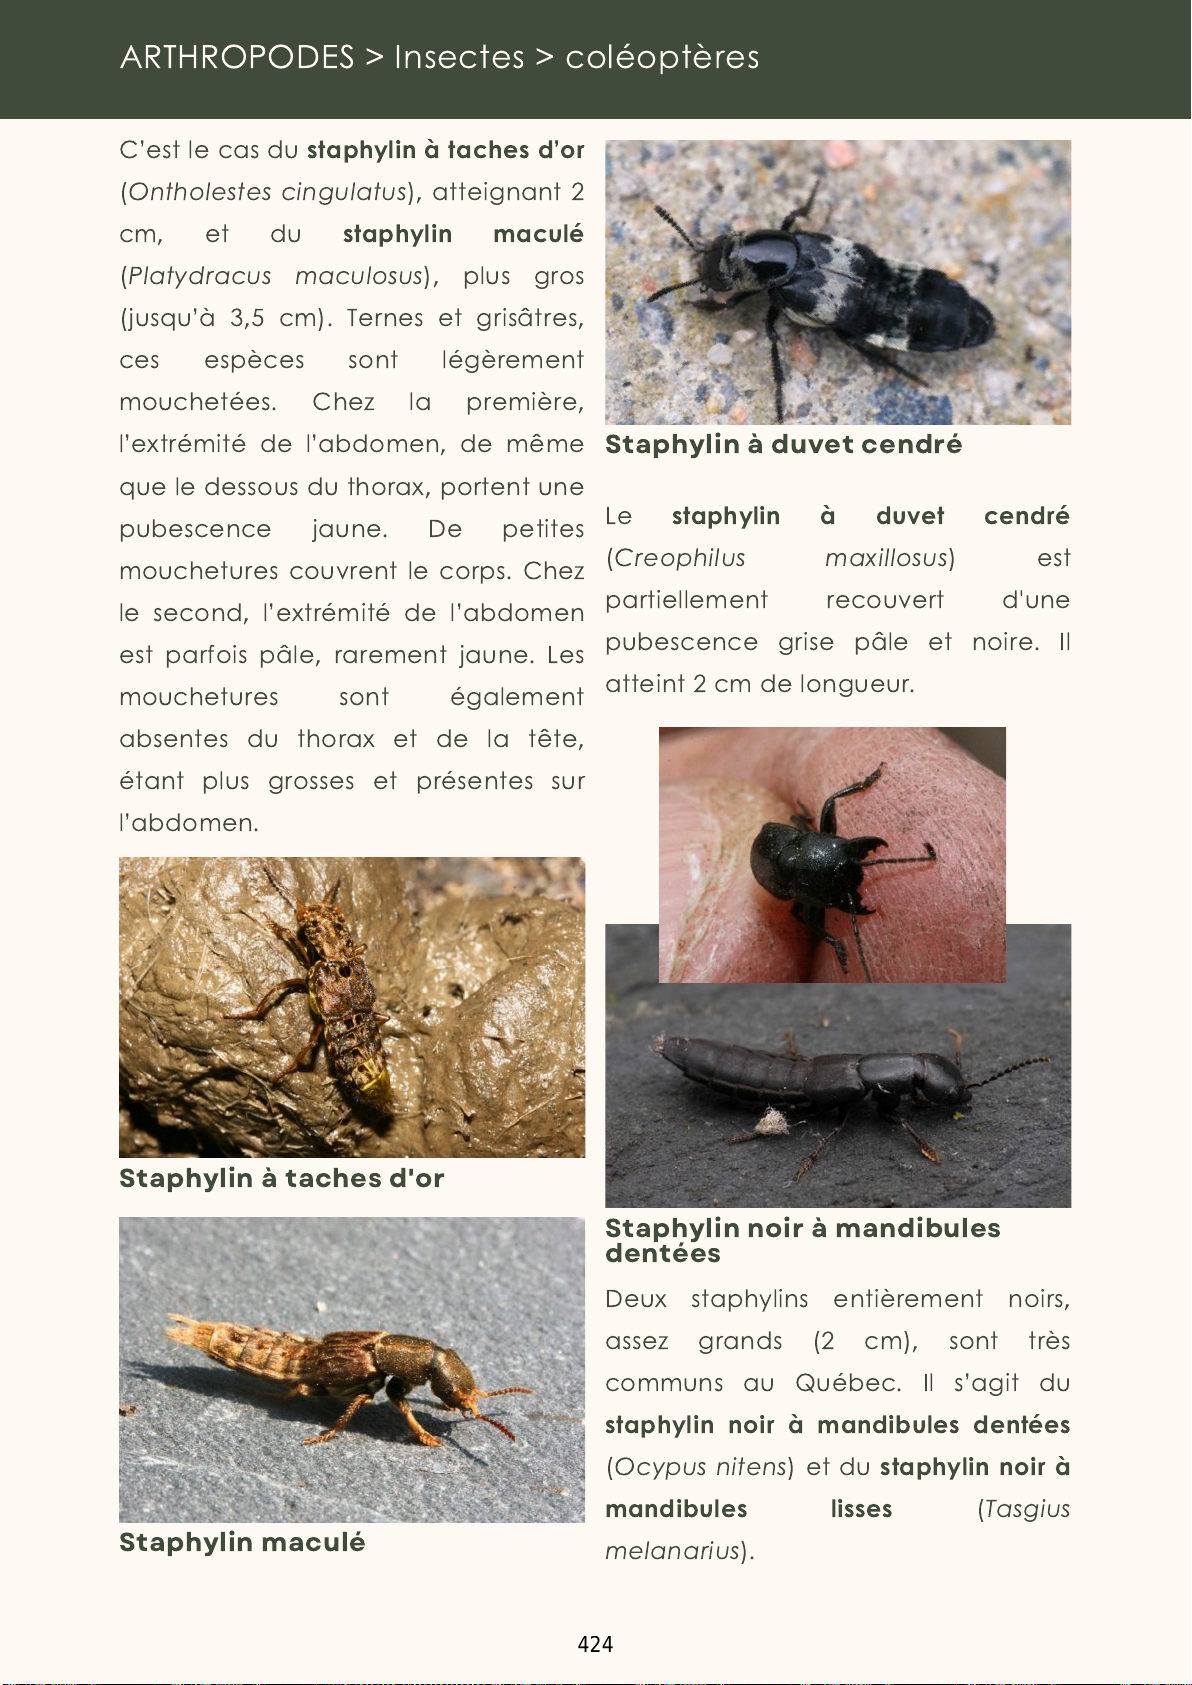 ARTHROPODES > Insectes > coléoptères
C’est le cas du staphylin à taches d’or
(Ontholestes cingulatus), atteignant 2
cm, et du staphylin maculé
(Platydracus maculosus), plus gros
(jusqu’à 3,5 cm). Ternes et grisâtres,
ces espèces sont légèrement
mouchetées. Chez la première,
l’extrémité de l’abdomen, de même
que le dessous du thorax, portent une
pubescence jaune. De petites
mouchetures couvrent le corps. Chez
le second, l’extrémité de l’abdomen
est parfois pâle, rarement jaune. Les
mouchetures sont également
absentes du thorax et de la tête,
étant plus grosses et présentes sur
l’abdomen.
Staphylin à taches d'or
Staphylin maculé
Staphylin à duvet cendré
Le staphylin à duvet cendré
(Creophilus maxillosus) est
partiellement recouvert d'une
pubescence grise pâle et noire. Il
atteint 2 cm de longueur.
Staphylin noir à mandibules
dentées
Deux staphylins entièrement noirs,
assez grands (2 cm), sont très
communs au Québec. Il s’agit du
staphylin noir à mandibules dentées
(Ocypus nitens) et du staphylin noir à
mandibules lisses (Tasgius
melanarius).
424